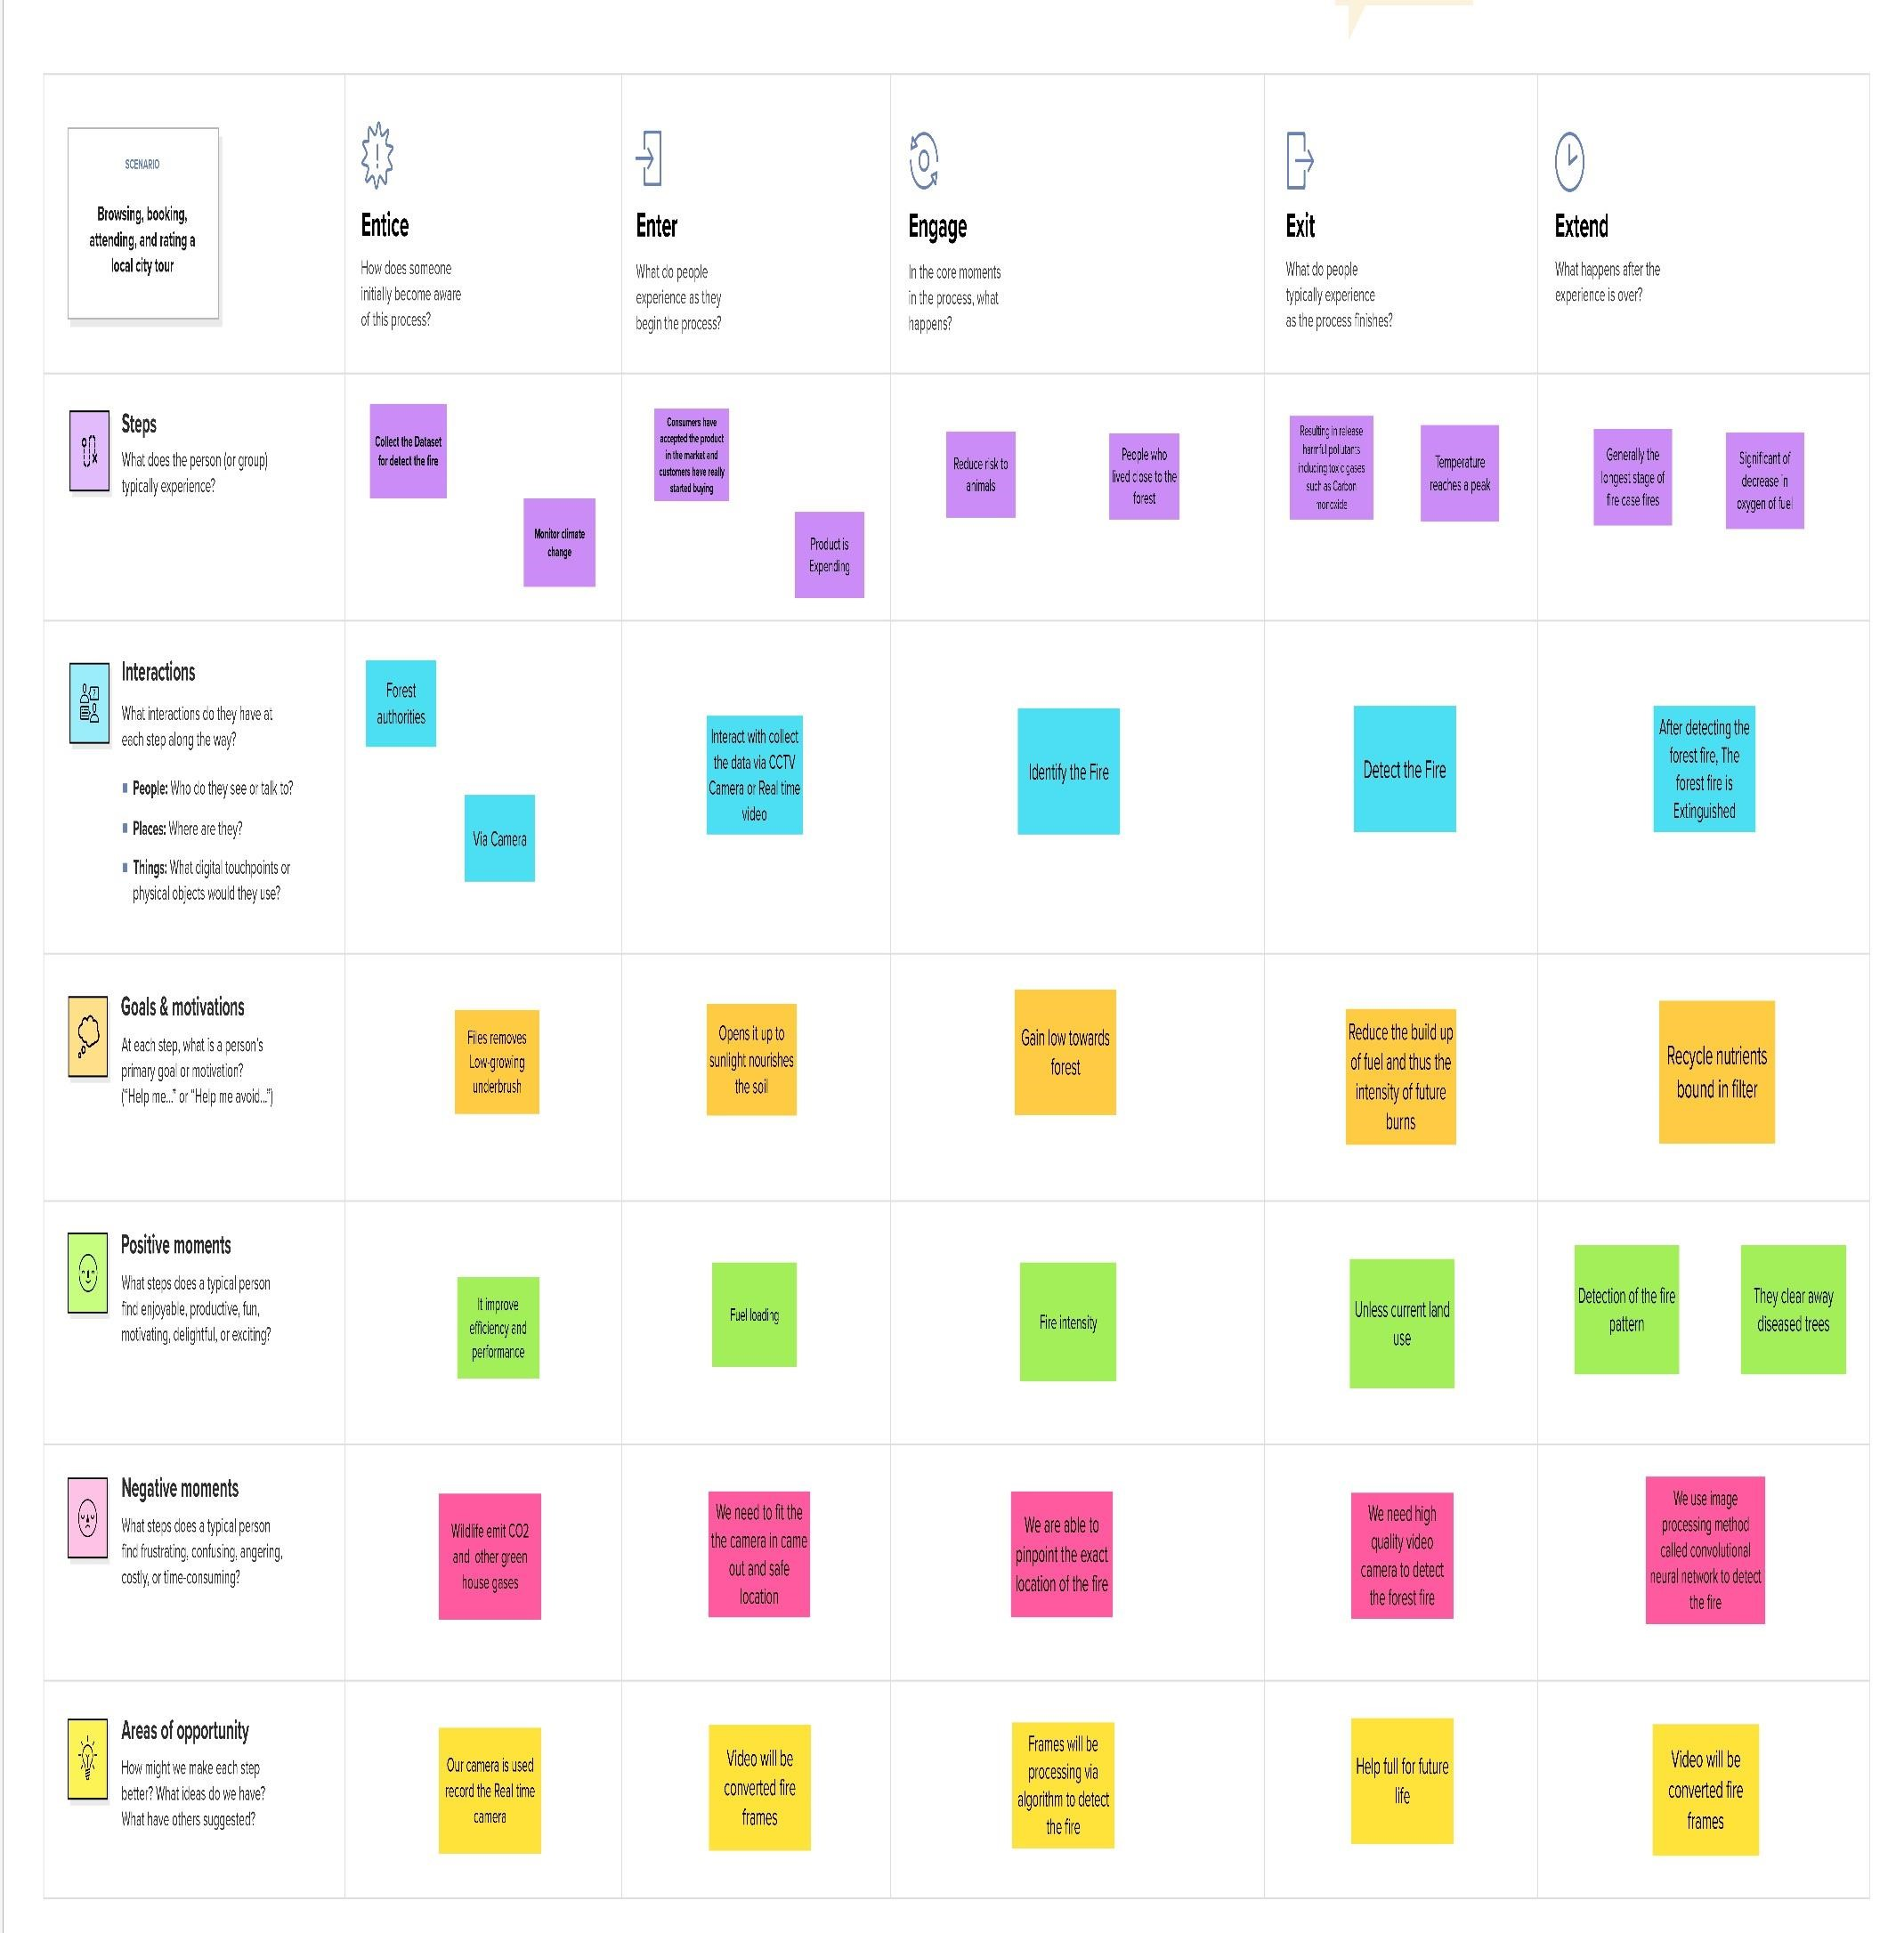 SCENARIO
Browsing, booking,
attending, and rating a
local city tour
Entice
How does someone
initially become aware
of this process?
Enter
What do people
experience as they
begin the process?
Engage
In the core moments
in the process, what
happens?
Exit
What do people
typically experience
as the process finishes?
Extend
What happens after the
experience is over?
Steps
What does the person (or group)
typically experience?
Collect the Dataset
for detect the fire
Monitor climate
change
Consumers have
accepted the product
in the market and
customers have really
started buying
Product is
Expending
Reduce risk to
animals
People who
lived close to the
forest
Resulting in release
harmful pollutants
including toxic gases
such as Carbon
monoxide
Temperature
reaches a peak
Generally the
longest stage of
fire case fires
Significant of
decrease in
oxygen of fuel
Interactions
What interactions do they have at
each step along the way?
People: Who do they see or talk to?
Places: Where are they?
Things: What digital touchpoints or
physical objects would they use?
Forest
authorities
Via Camera
Interact with collect
the data via CCTV
Camera or Real time
video
Identify the Fire
Detect the Fire
After detecting the
forest fire, The
forest fire is
Extinguished
Goals & motivations
At each step, what is a person's
primary goal or motivation?
("Help me..." or "Help me avoid...")
Files removes
Low-growing
underbrush
Opens it up to
sunlight nourishes
the soil
Gain low towards
forest
Reduce the build up
of fuel and thus the
intensity of future
burns
Recycle nutrients
bound in filter
Positive moments
What steps does a typical person
find enjoyable, productive, fun,
motivating, delightful, or exciting?
It improve
efficiency and
performance
Fuel loading
Fire intensity
Unless current land
use
Detection of the fire
pattern
They clear away
diseased trees
Negative moments
What steps does a typical person
find frustrating, confusing, angering,
costly, or time-consuming?
Wildlife emit CO2
and other green
house gases
We need to fit the
the camera in came
out and safe
location
We are able to
pinpoint the exact
location of the fire
We need high
quality video
camera to detect
the forest fire
We use image
processing method
called convolutional
neural network to detect
the fire
Areas of opportunity
How might we make each step
better? What ideas do we have?
What have others suggested?
Our camera is used
record the Real time
camera
Video will be
converted fire
frames
Frames will be
processing via
algorithm to detect
the fire
Help full for future
life
Video will be
converted fire
frames